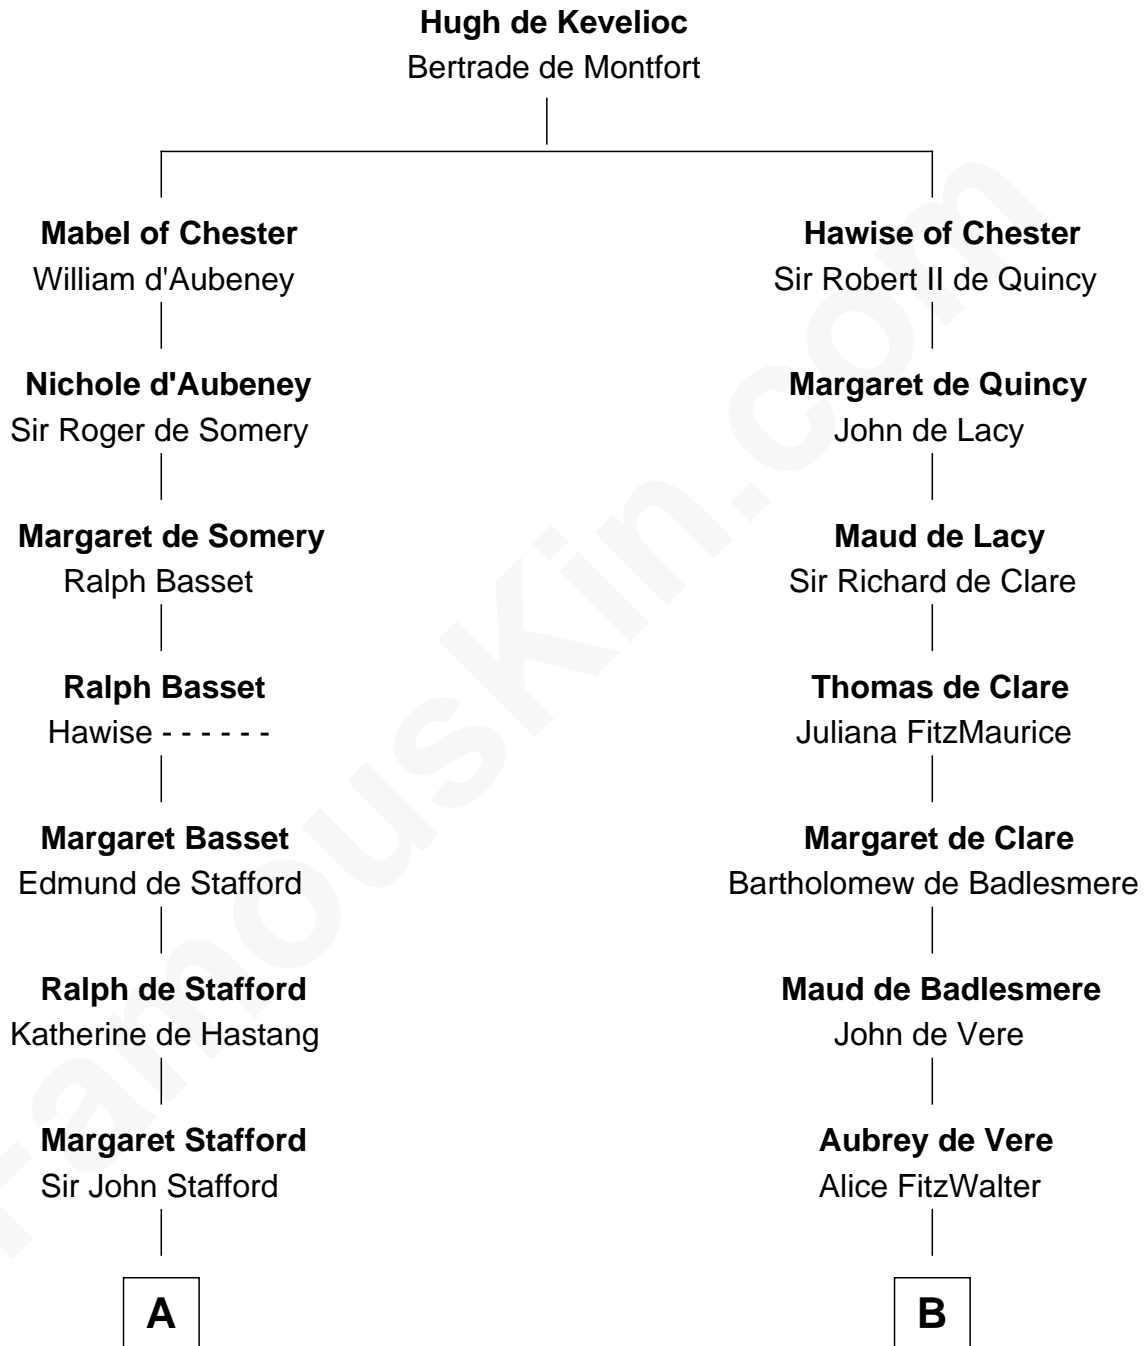 Hugh de Kevelioc
Bertrade de Montfort
Mabel of Chester
William d'Aubeney
Hawise of Chester
Sir Robert II de Quincy
Nichole d'Aubeney
Sir Roger de Somery
Margaret de Quincy
John de Lacy
Margaret de Somery
Ralph Basset
Maud de Lacy
Sir Richard de Clare
Ralph Basset
Hawise - - - - - -
Thomas de Clare
Juliana FitzMaurice
Margaret Basset
Edmund de Stafford
Margaret de Clare
Bartholomew de Badlesmere
Ralph de Stafford
Katherine de Hastang
Maud de Badlesmere
John de Vere
Margaret Stafford
Sir John Stafford
Aubrey de Vere
Alice FitzWalter
A
B
FamousKin.com